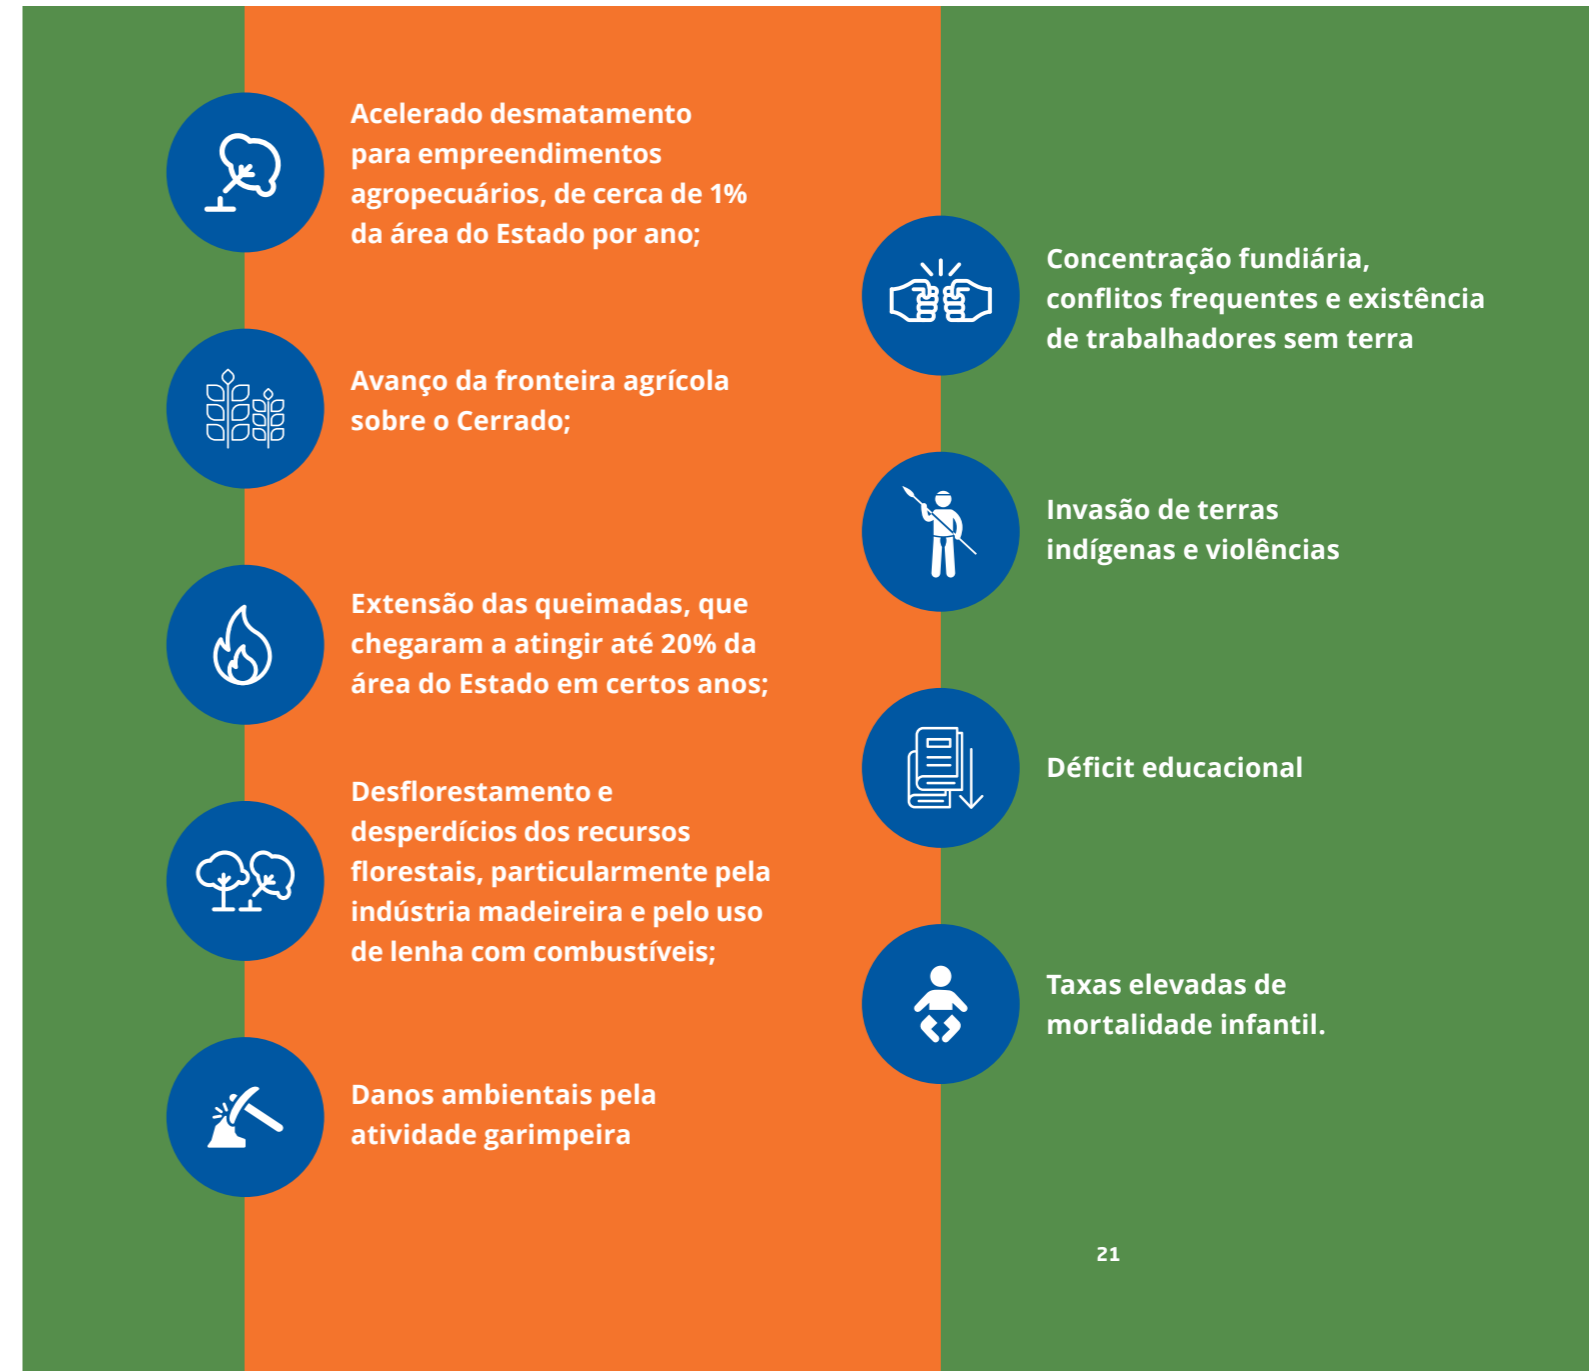 Acelerado desmatamento
para empreendimentos
agropecuários, de cerca de 1%
da área do Estado por ano;
Avanço da fronteira agrícola
sobre o Cerrado;
Extensão das queimadas, que
chegaram a atingir até 20% da
área do Estado em certos anos;
Desflorestamento e
desperdícios dos recursos
florestais, particularmente pela
indústria madeireira e pelo uso
de lenha com combustíveis;
Danos ambientais pela
atividade garimpeira
Concentração fundiária,
conflitos frequentes e existência
de trabalhadores sem terra
Invasão de terras
indígenas e violências
Déficit educacional
Taxas elevadas de
mortalidade infantil.
21